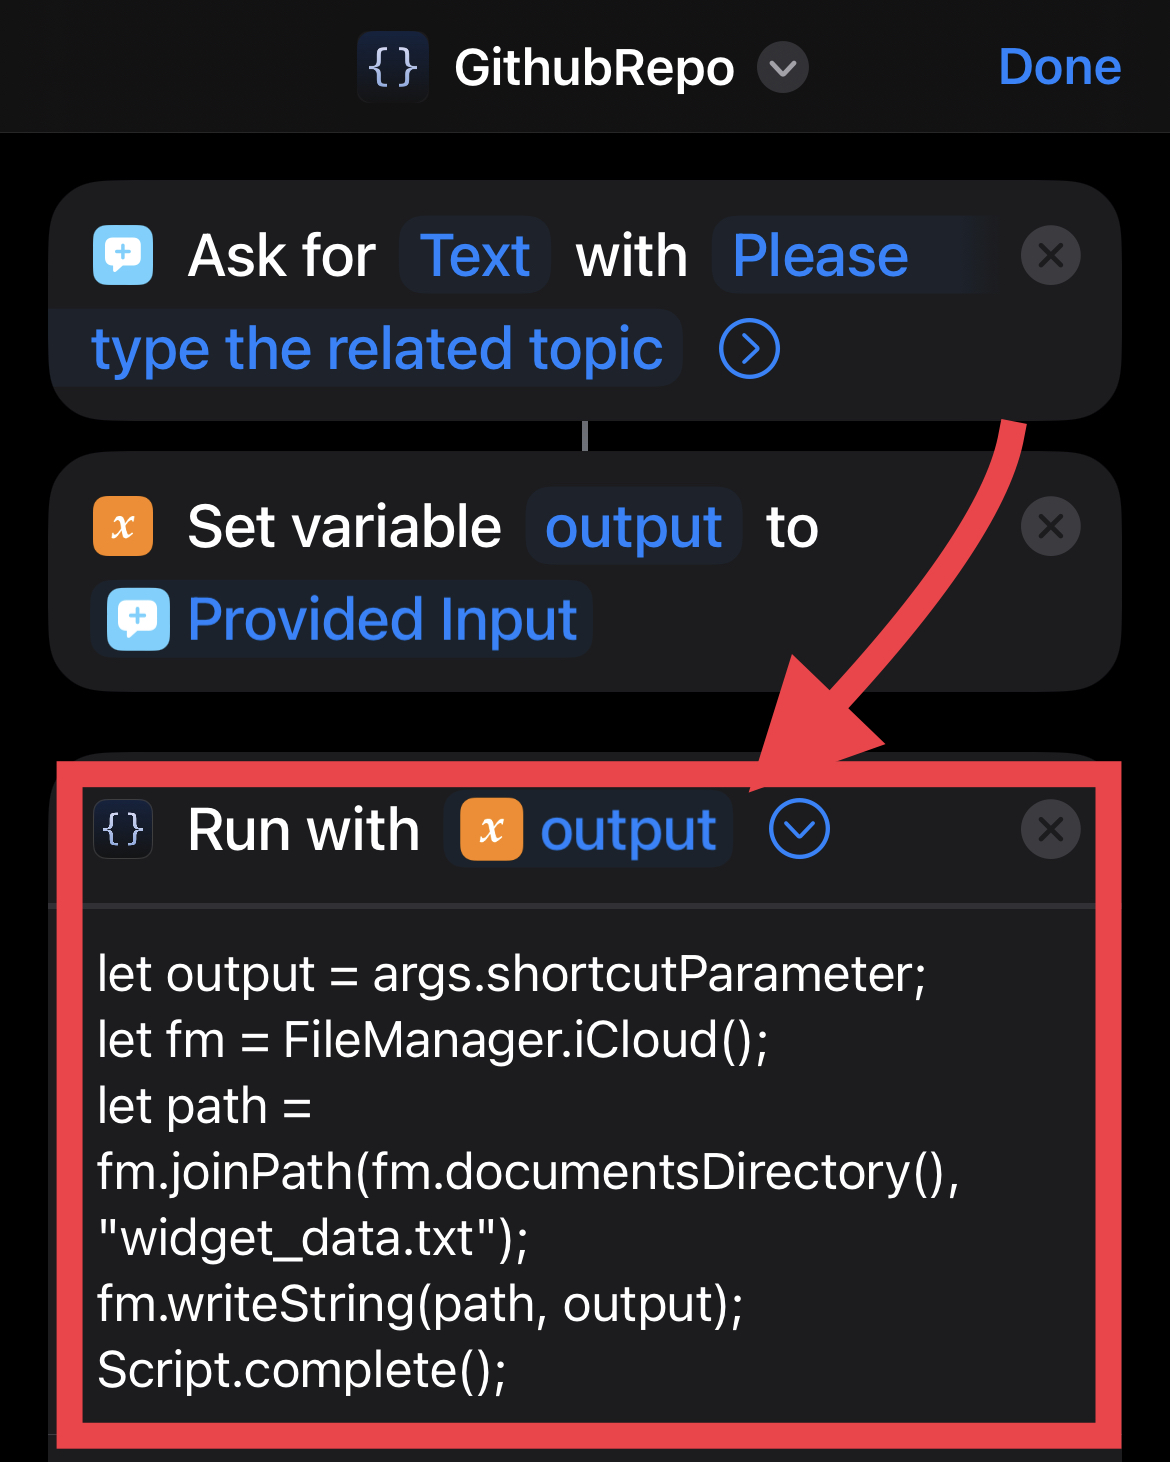 { } GithubRepo Done
Ask for Text with Please
type the related topic
x Set variable output to
Provided Input
{ } Run with x output
let output = args.shortcutParameter;
let fm = FileManager.iCloud();
let path =
fm.joinPath(fm.documentsDirectory(),
"widget_data.txt");
fm.writeString(path, output);
Script.complete();